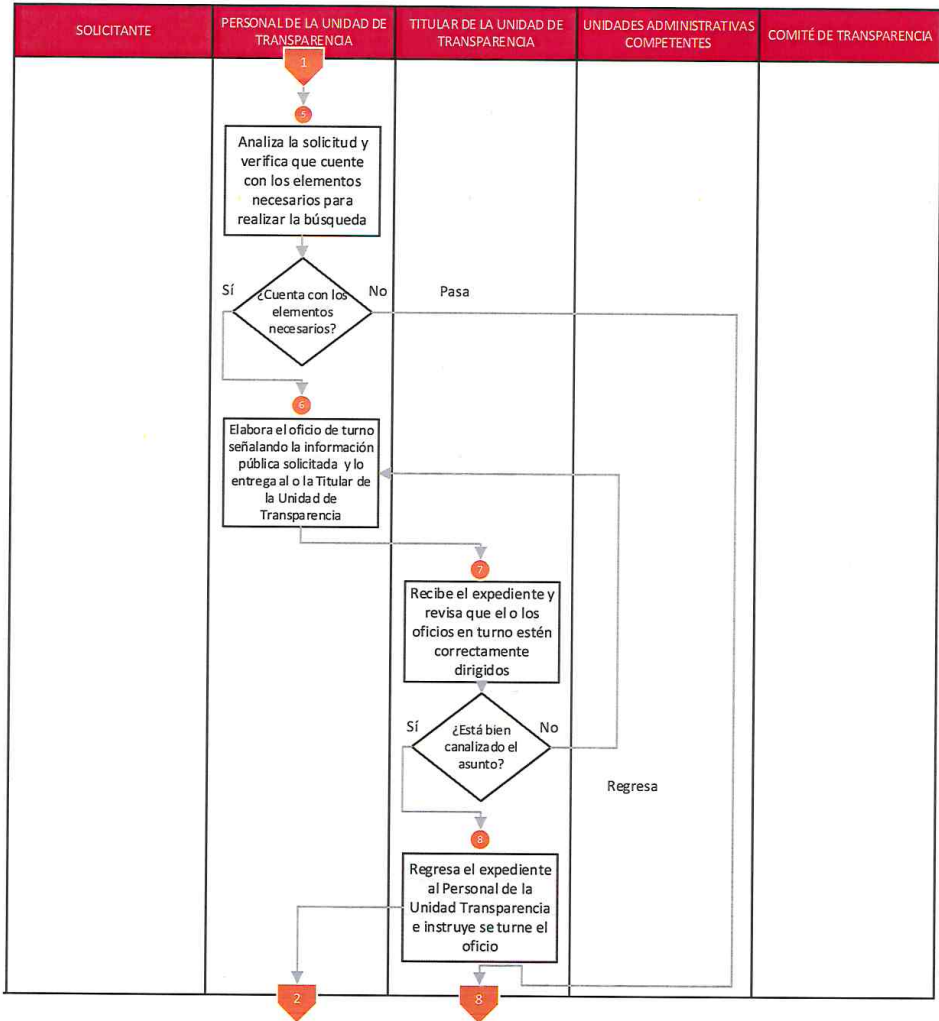 SOLICITANTE
PERSONAL DE LA UNIDAD DE
TRANSPARENCIA
TITULAR DE LA UNIDAD DE
TRANSPARENCIA
UNIDADES ADMINISTRATIVAS
COMPETENTES
COMITÉ DE TRANSPARENCIA
1
5
Analiza la solicitud y
verifica que cuente
con los elementos
necesarios para
realizar la búsqueda
Sí
¿Cuenta con los
elementos
necesarios?
No
Pasa
6
Elabora el oficio de turno
señalando la información
pública solicitada y lo
entrega al o la Titular de
la Unidad de
Transparencia
7
Recibe el expediente y
revisa que el o los
oficios en turno estén
correctamente
dirigidos
Sí
¿Está bien
canalizado el
asunto?
No
Regresa
8
Regresa el expediente
al Personal de la
Unidad Transparencia
e instruye se turne el
oficio
2
8